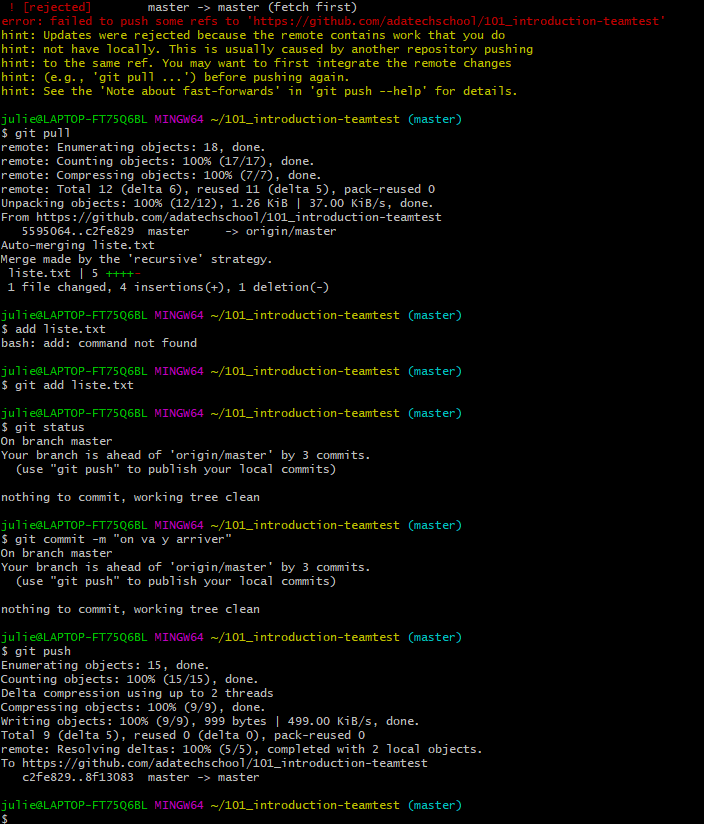 ! [rejected]        master -> master (fetch first)
error: failed to push some refs to 'https://github.com/adatechschool/101_introduction-teamtest'
hint: Updates were rejected because the remote contains work that you do
hint: not have locally. This is usually caused by another repository pushing
hint: to the same ref. You may want to first integrate the remote changes
hint: (e.g., 'git pull ...') before pushing again.
hint: See the 'Note about fast-forwards' in 'git push --help' for details.

julie@LAPTOP-FT75Q6BL MINGW64 ~/101_introduction-teamtest (master)
$ git pull
remote: Enumerating objects: 18, done.
remote: Counting objects: 100% (17/17), done.
remote: Compressing objects: 100% (7/7), done.
remote: Total 12 (delta 6), reused 11 (delta 5), pack-reused 0
Unpacking objects: 100% (12/12), 1.26 KiB | 37.00 KiB/s, done.
From https://github.com/adatechschool/101_introduction-teamtest
   5595064..c2fe829  master     -> origin/master
Auto-merging liste.txt
Merge made by the 'recursive' strategy.
 liste.txt | 5 ++++-
 1 file changed, 4 insertions(+), 1 deletion(-)

julie@LAPTOP-FT75Q6BL MINGW64 ~/101_introduction-teamtest (master)
$ add liste.txt
bash: add: command not found

julie@LAPTOP-FT75Q6BL MINGW64 ~/101_introduction-teamtest (master)
$ git add liste.txt

julie@LAPTOP-FT75Q6BL MINGW64 ~/101_introduction-teamtest (master)
$ git status
On branch master
Your branch is ahead of 'origin/master' by 3 commits.
  (use "git push" to publish your local commits)

nothing to commit, working tree clean

julie@LAPTOP-FT75Q6BL MINGW64 ~/101_introduction-teamtest (master)
$ git commit -m "on va y arriver"
On branch master
Your branch is ahead of 'origin/master' by 3 commits.
  (use "git push" to publish your local commits)

nothing to commit, working tree clean

julie@LAPTOP-FT75Q6BL MINGW64 ~/101_introduction-teamtest (master)
$ git push
Enumerating objects: 15, done.
Counting objects: 100% (15/15), done.
Delta compression using up to 2 threads
Compressing objects: 100% (9/9), done.
Writing objects: 100% (9/9), 999 bytes | 499.00 KiB/s, done.
Total 9 (delta 5), reused 0 (delta 0), pack-reused 0
remote: Resolving deltas: 100% (5/5), completed with 2 local objects.
To https://github.com/adatechschool/101_introduction-teamtest
   c2fe829..8f13083  master -> master

julie@LAPTOP-FT75Q6BL MINGW64 ~/101_introduction-teamtest (master)
$